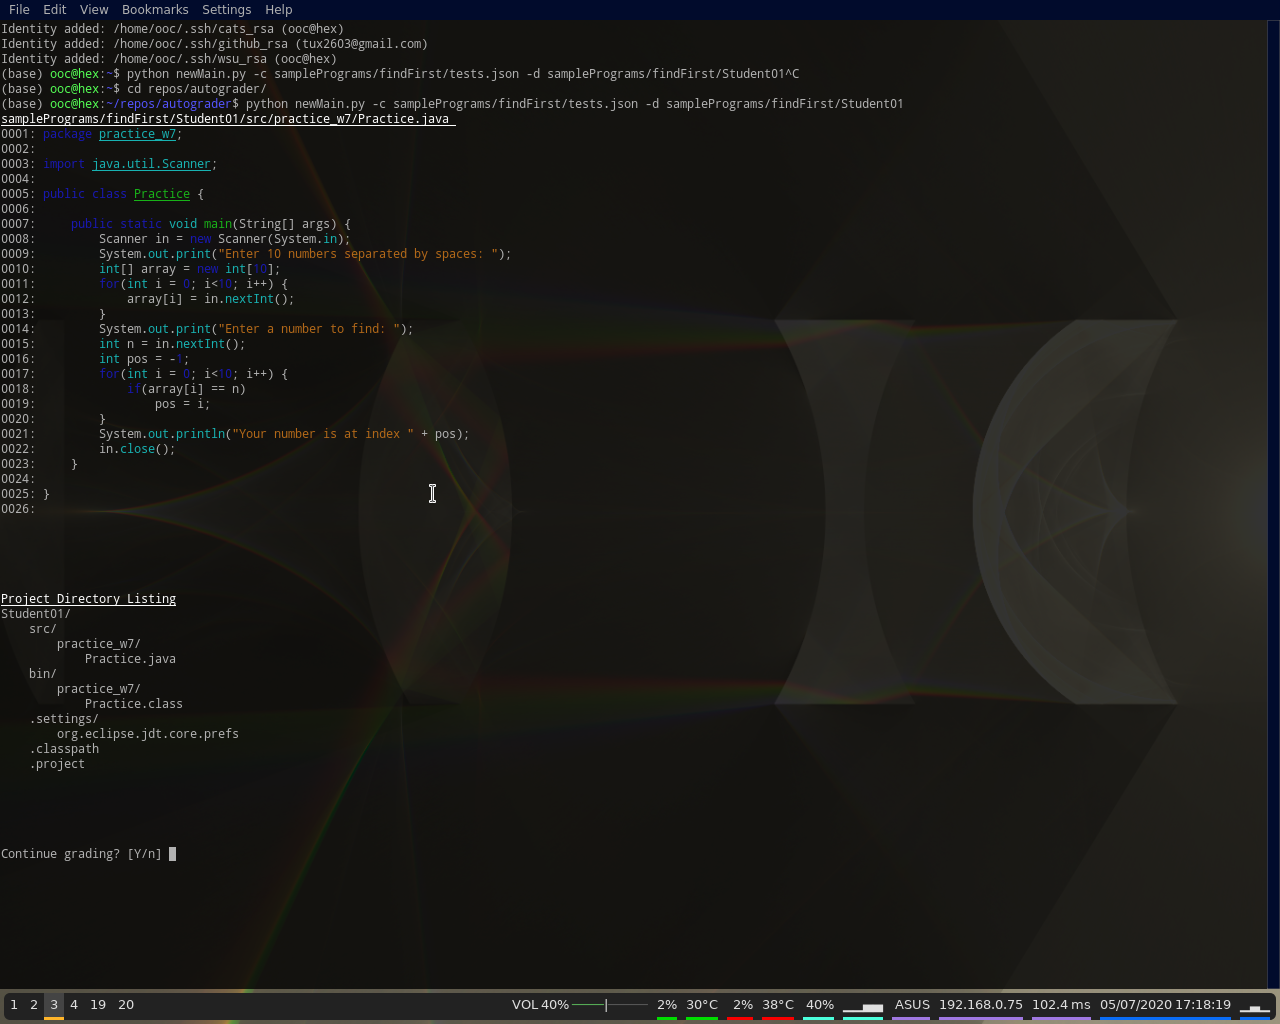 File Edit View Bookmarks Settings Help
Identity added: /home/ooc/.ssh/cats_rsa (ooc@hex)
Identity added: /home/ooc/.ssh/github_rsa (tux2603@gmail.com)
Identity added: /home/ooc/.ssh/wsu_rsa (ooc@hex)
(base) ooc@hex:~$ python newMain.py -c samplePrograms/findFirst/tests.json -d samplePrograms/findFirst/Student01^C
(base) ooc@hex:~$ cd repos/autograder/
(base) ooc@hex:~/repos/autograder$ python newMain.py -c samplePrograms/findFirst/tests.json -d samplePrograms/findFirst/Student01
samplePrograms/findFirst/Student01/src/practice_w7/Practice.java
0001: package practice_w7;
0002:
0003: import java.util.Scanner;
0004:
0005: public class Practice {
0006:
0007:     public static void main(String[] args) {
0008:         Scanner in = new Scanner(System.in);
0009:         System.out.print("Enter 10 numbers separated by spaces: ");
0010:         int[] array = new int[10];
0011:         for(int i = 0; i<10; i++) {
0012:             array[i] = in.nextInt();
0013:         }
0014:         System.out.print("Enter a number to find: ");
0015:         int n = in.nextInt();
0016:         int pos = -1;
0017:         for(int i = 0; i<10; i++) {
0018:             if(array[i] == n)
0019:                 pos = i;
0020:         }
0021:         System.out.println("Your number is at index " + pos);
0022:         in.close();
0023:     }
0024:
0025: }
0026:
Project Directory Listing
Student01/
    src/
        practice_w7/
            Practice.java
    bin/
        practice_w7/
            Practice.class
    .settings/
        org.eclipse.jdt.core.prefs
    .classpath
    .project
Continue grading? [Y/n]
1 2 3 4 19 20 VOL 40% 2% 30°C 2% 38°C 40% ASUS 192.168.0.75 102.4 ms 05/07/2020 17:18:19